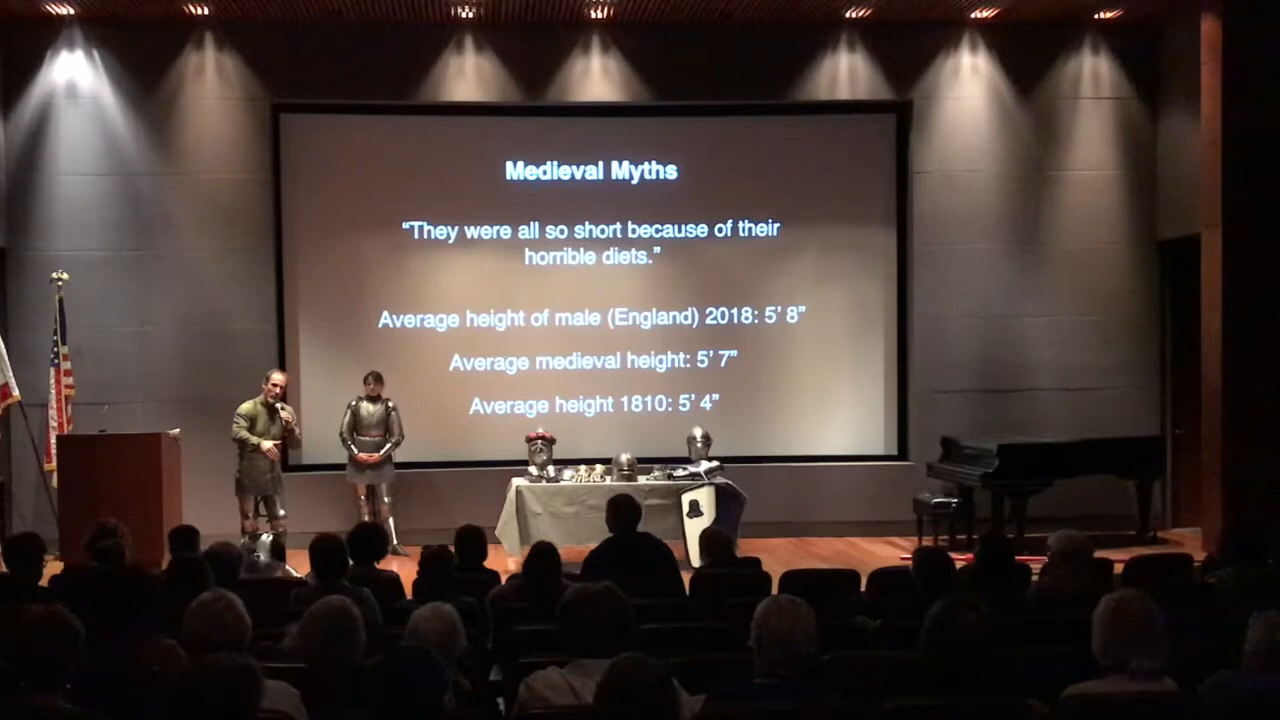 Medieval Myths
“They were all so short because of their
horrible diets.”
Average height of male (England) 2018: 5’ 8”
Average medieval height: 5’ 7”
Average height 1810: 5’ 4”